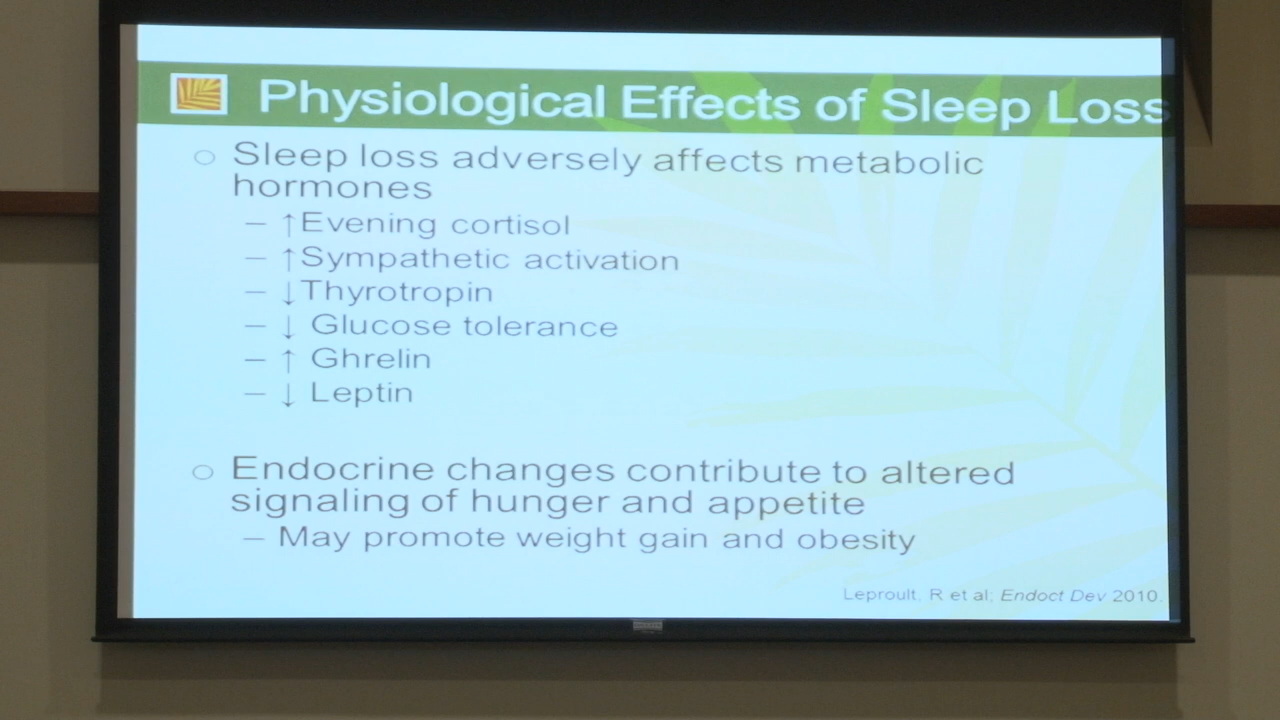 Physiological Effects of Sleep Loss
○ Sleep loss adversely affects metabolic
hormones
– ↑Evening cortisol
– ↑Sympathetic activation
– ↓Thyrotropin
– ↓ Glucose tolerance
– ↑ Ghrelin
– ↓ Leptin
○ Endocrine changes contribute to altered
signaling of hunger and appetite
– May promote weight gain and obesity
Leproult, R et al; Endoct Dev 2010.